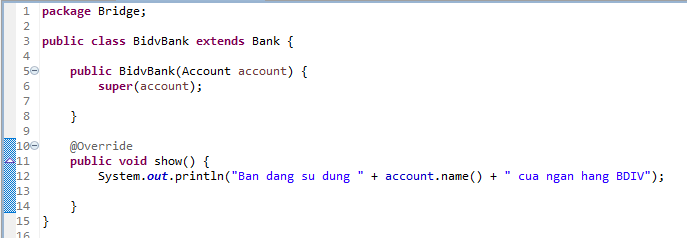 1 package Bridge;
2
3 public class BidvBank extends Bank {
4
5 public BidvBank(Account account) {
6 super(account);
7
8 }
9
10 @Override
11 public void show() {
12 System.out.println("Ban dang su dung " + account.name() + " cua ngan hang BDIV");
13
14 }
15 }
16